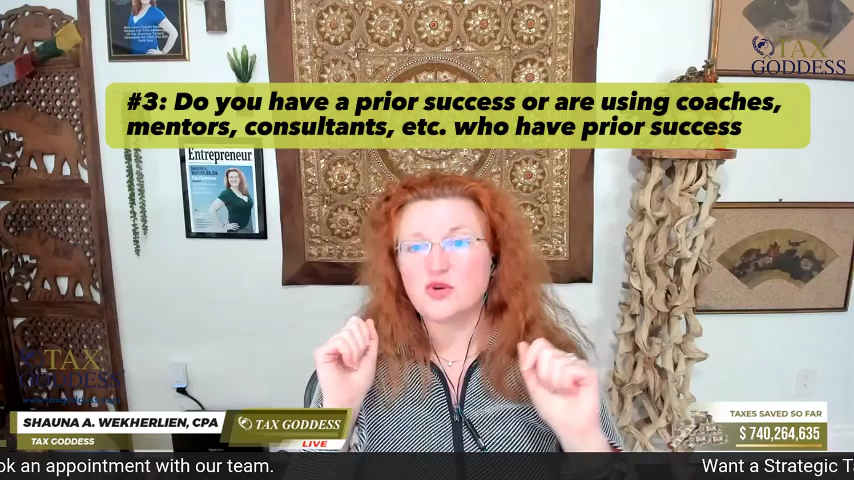 TAX
GODDESS
#3: Do you have a prior success or are using coaches,
mentors, consultants, etc. who have prior success
Entrepreneur
TAX
GODDESS
SHAUNA A. WEKHERLIEN, CPA
TAX GODDESS
TAX GODDESS
LIVE
TAXES SAVED SO FAR
$ 740,264,635
ok an appointment with our team.
Want a Strategic T